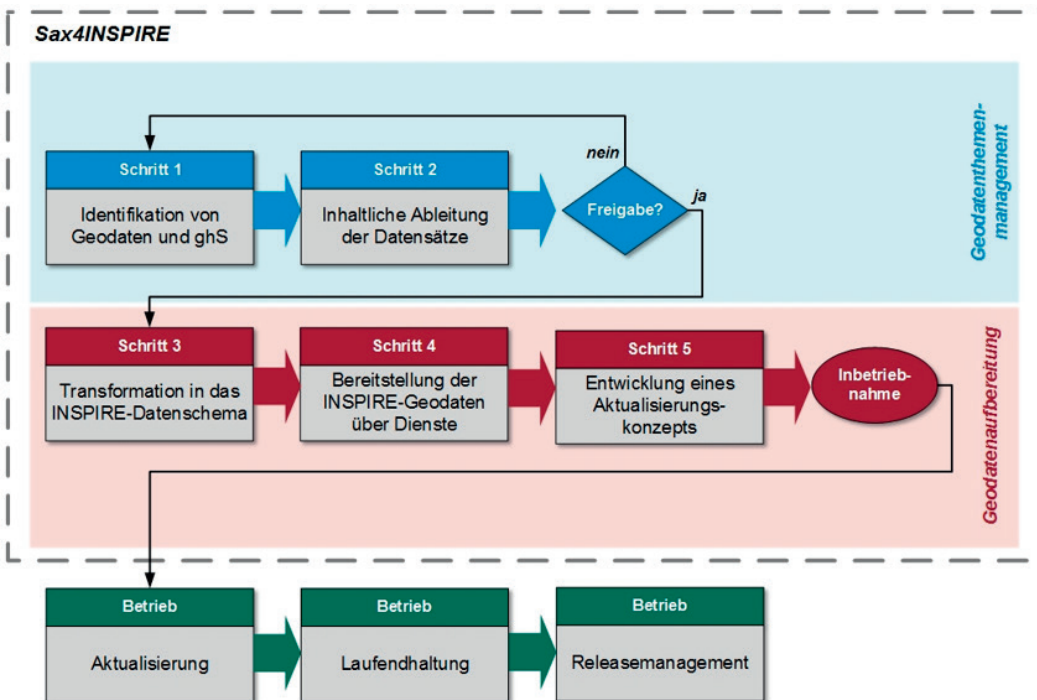 Sax4INSPIRE
Geodatenthemen-
management
nein
ja
Schritt 1
Identifikation von
Geodaten und ghS
Schritt 2
Inhaltliche Ableitung
der Datensätze
Freigabe?
Geodatenaufbereitung
Schritt 3
Transformation in das
INSPIRE-Datenschema
Schritt 4
Bereitstellung der
INSPIRE-Geodaten
über Dienste
Schritt 5
Entwicklung eines
Aktualisierungs-
konzepts
Inbetrieb-
nahme
Betrieb
Aktualisierung
Betrieb
Laufendhaltung
Betrieb
Releasemanagement